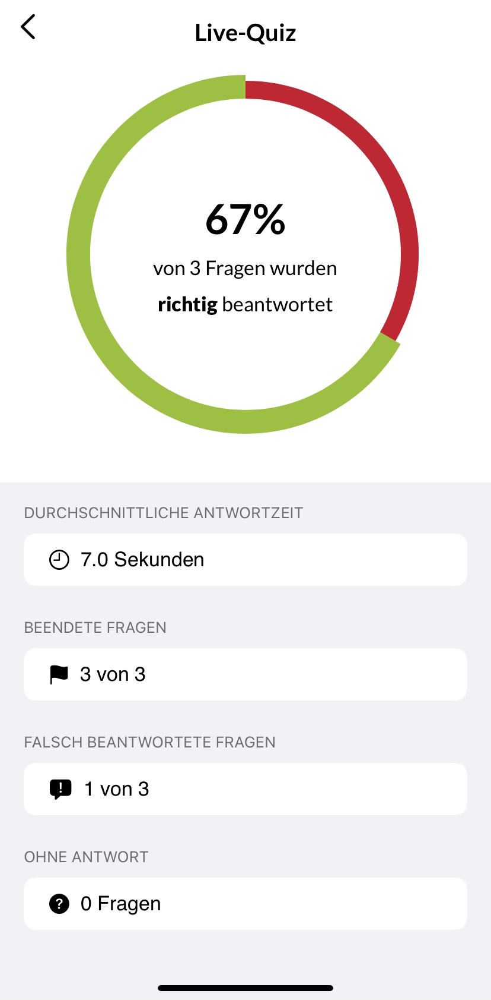 Live-Quiz
67%
von 3 Fragen wurden
richtig beantwortet
DURCHSCHNITTLICHE ANTWORTZEIT
7.0 Sekunden
BEENDETE FRAGEN
3 von 3
FALSCH BEANTWORTETE FRAGEN
1 von 3
OHNE ANTWORT
0 Fragen